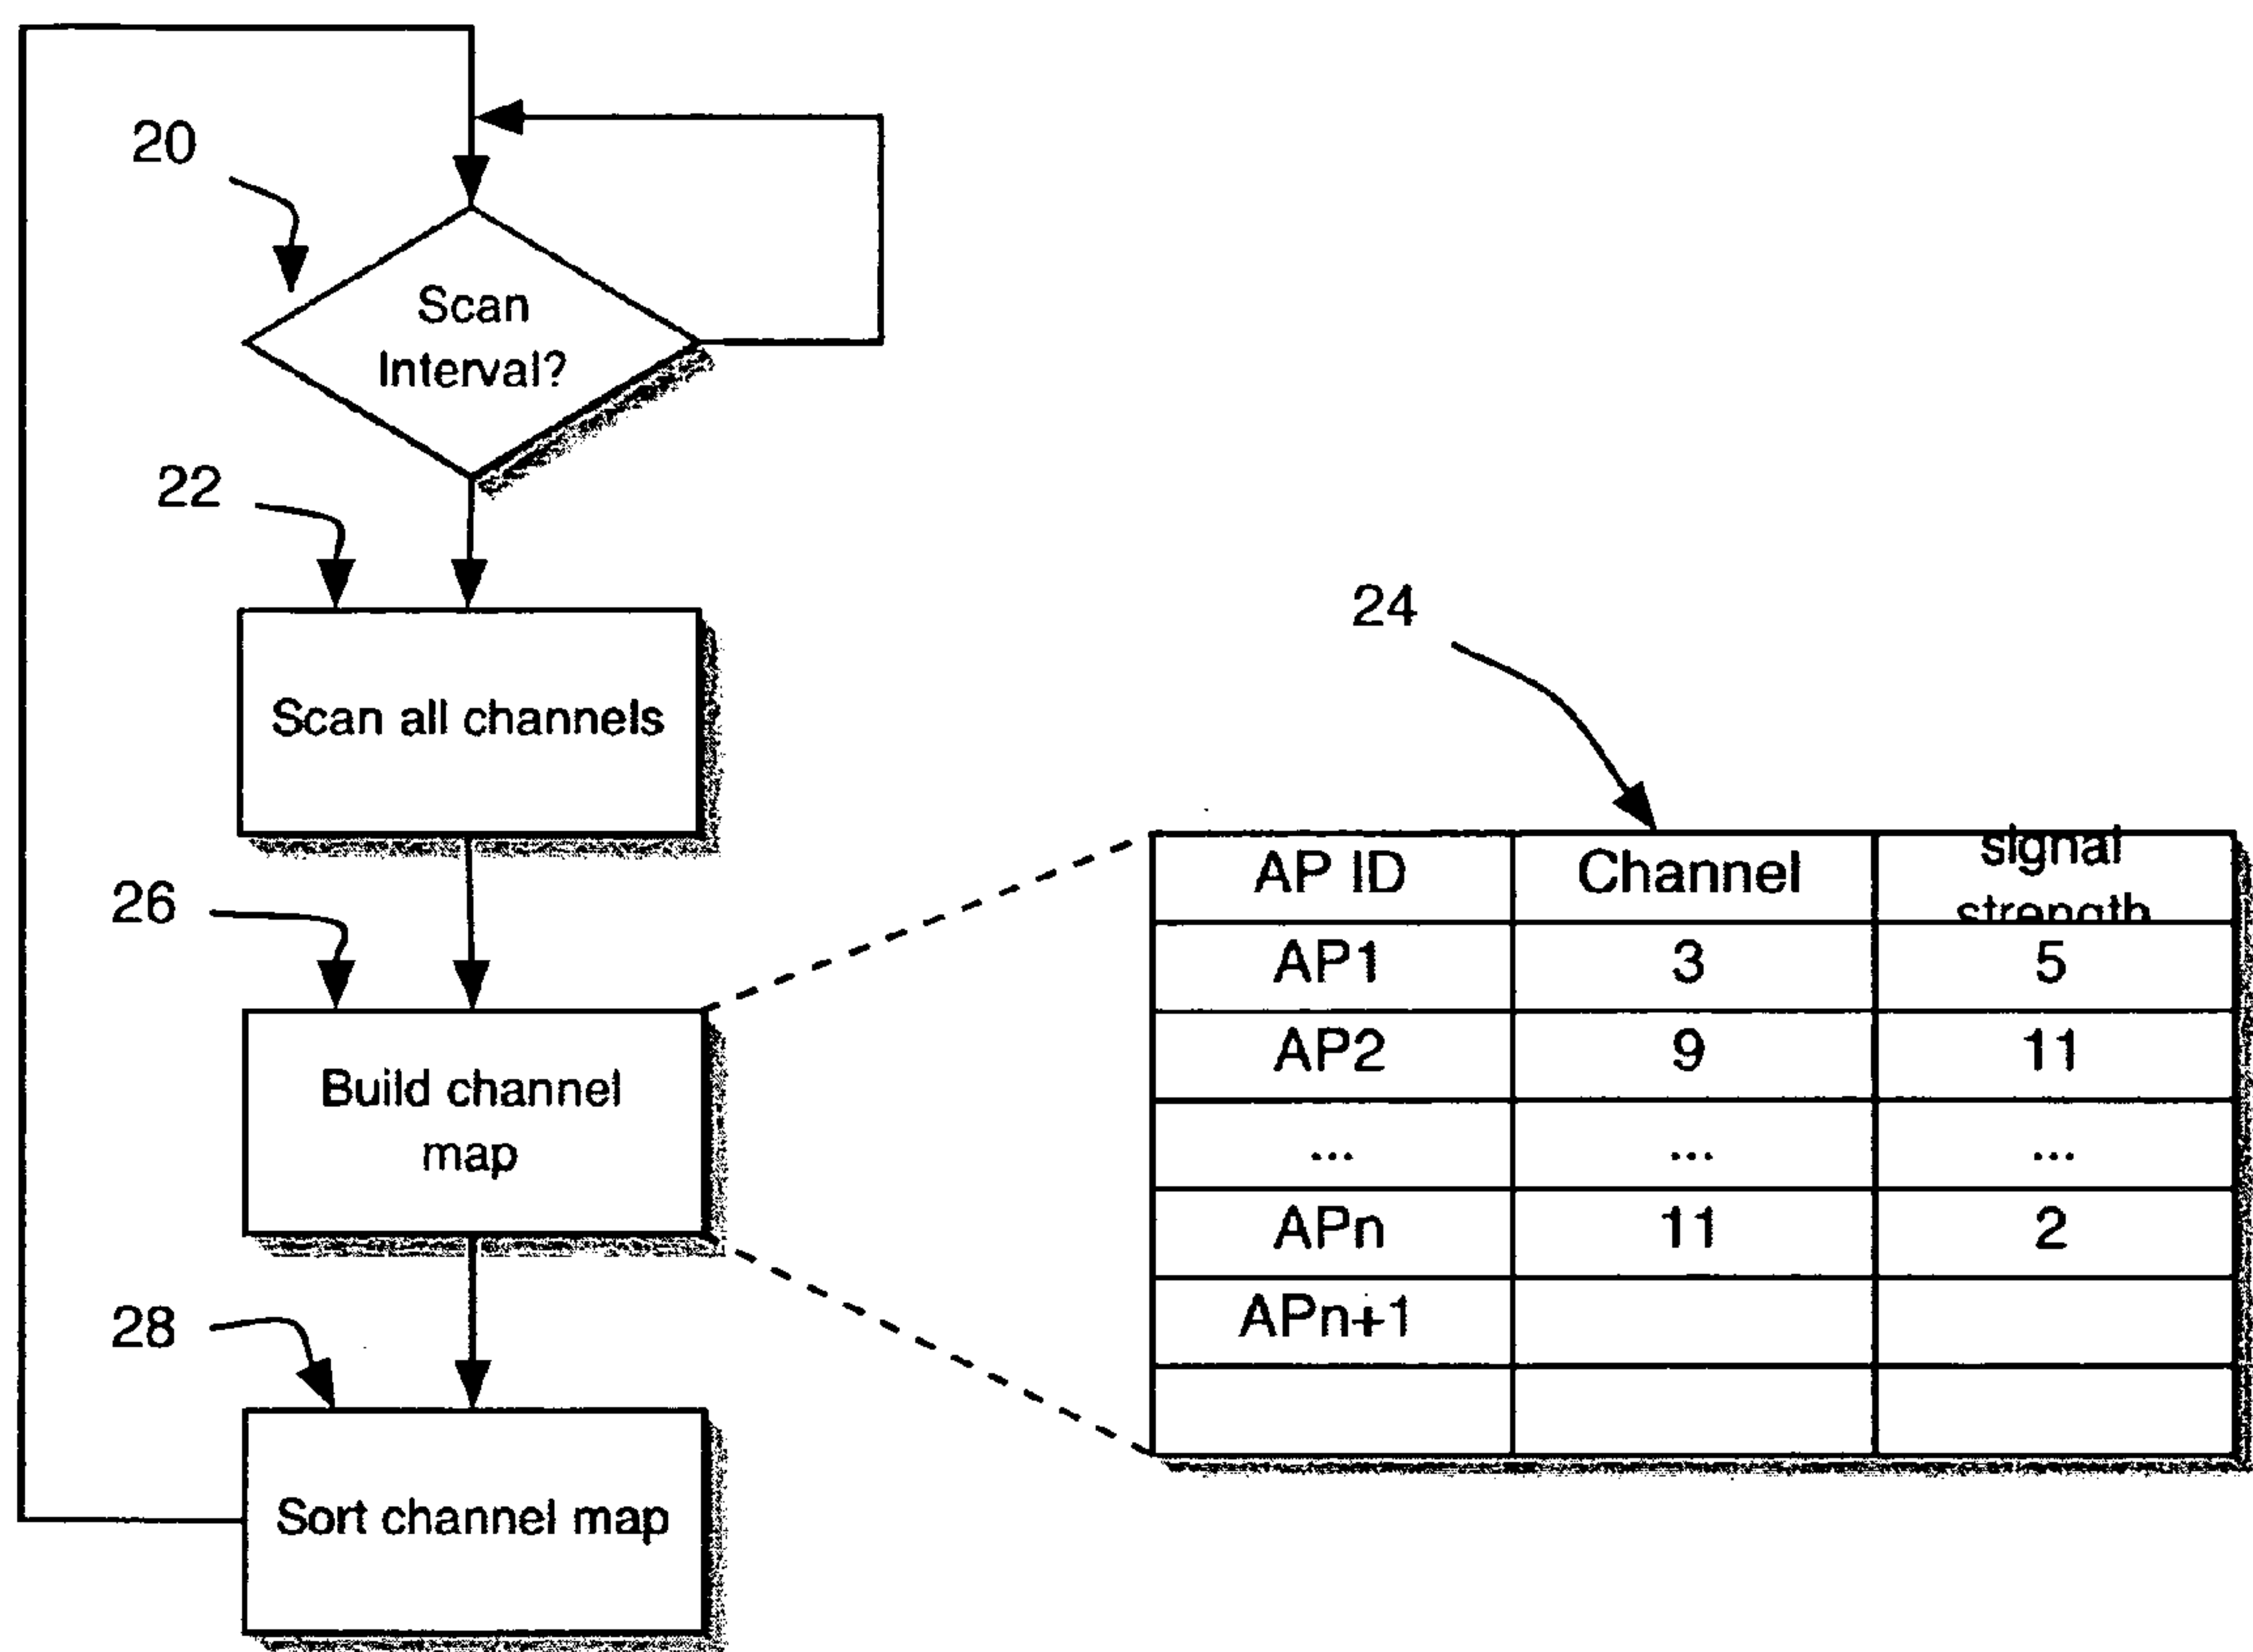 20
Scan
Interval?
22
Scan all channels
24
26
Build channel
map
AP ID Channel signal
strength
AP1 3 5
AP2 9 11
... ... ...
APn 11 2
APn+1
28
Sort channel map